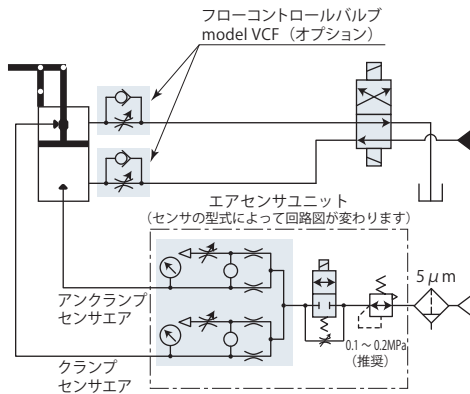 フローコントロールバルブ
model VCF（オプション）
エアセンサユニット
（センサの型式によって回路図が変わります）
5μm
アンクランプ
センサエア
0.1～0.2MPa
（推奨）
クランプ
センサエア